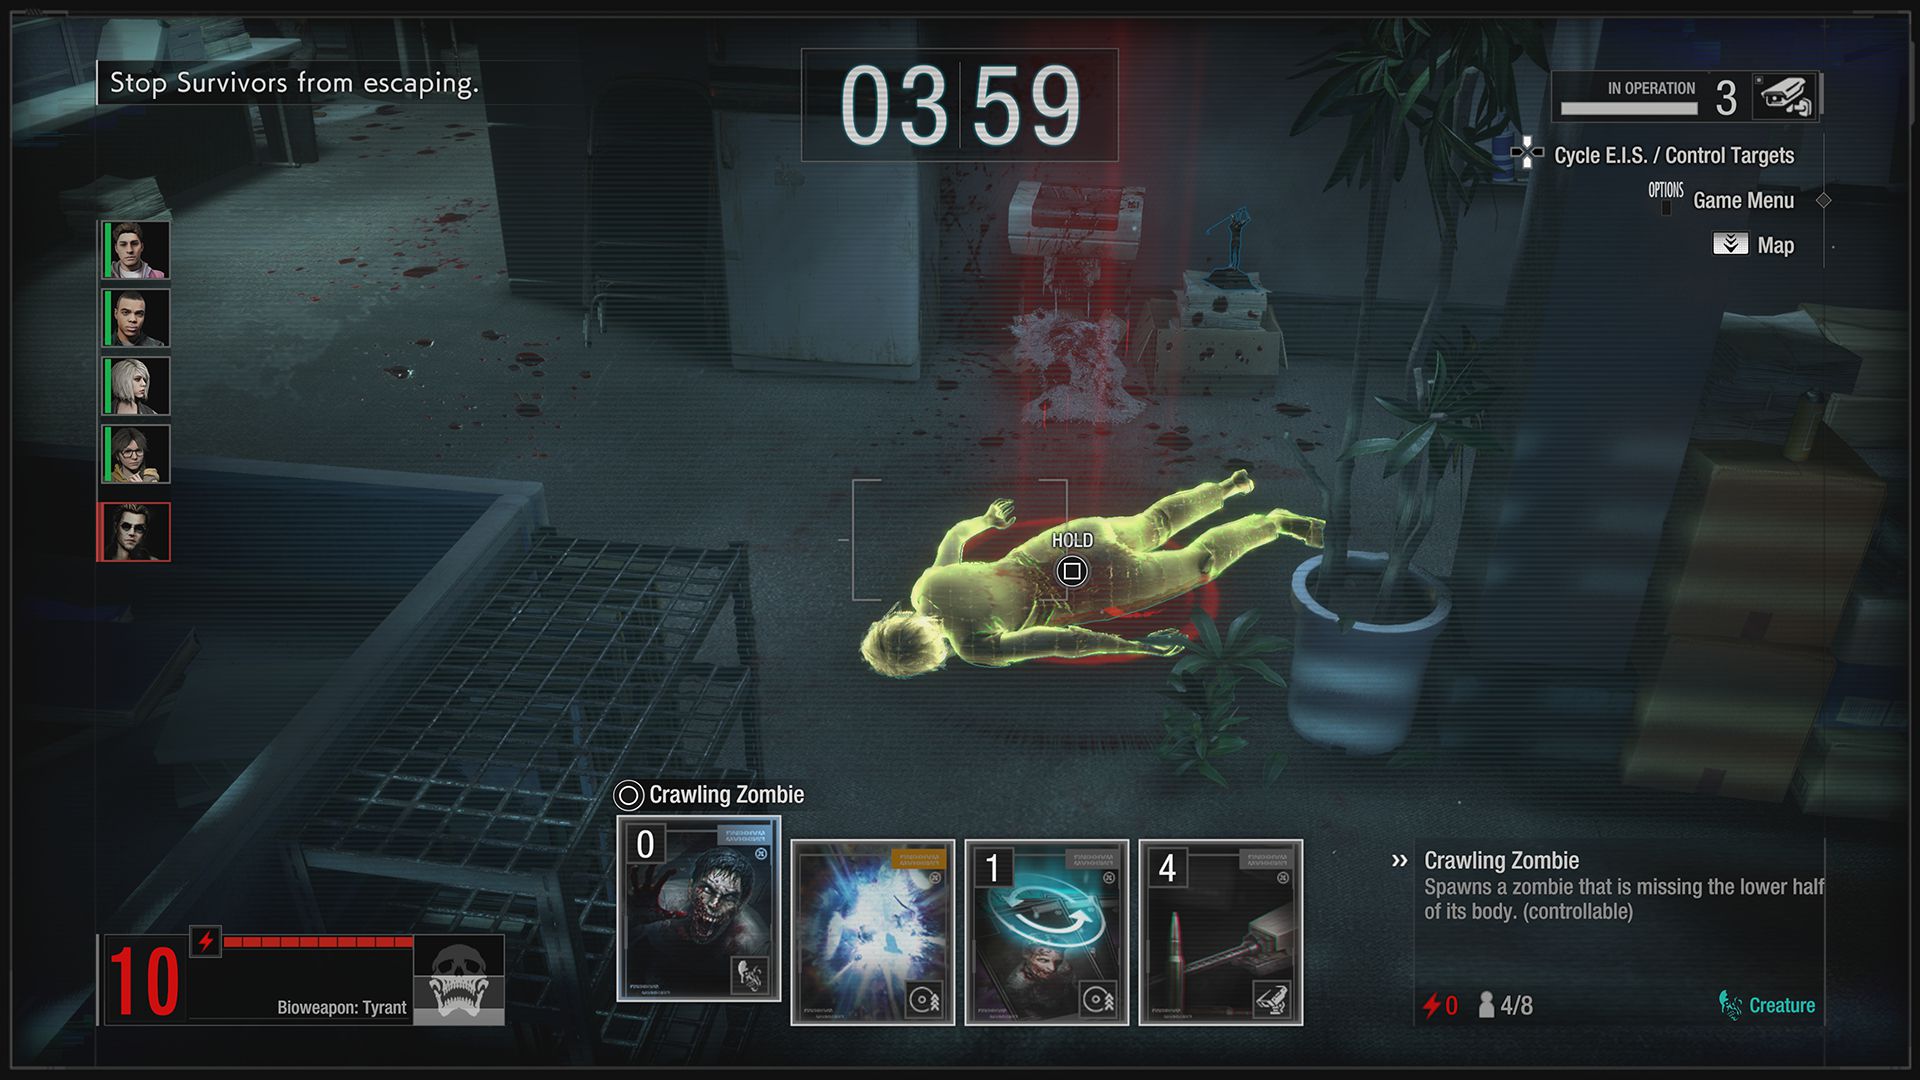 Stop Survivors from escaping.
03 59
IN OPERATION
3
Cycle E.I.S. / Control Targets
OPTIONS
Game Menu
Map
HOLD
Crawling Zombie
0
1
4
10
Bioweapon: Tyrant
Crawling Zombie
Spawns a zombie that is missing the lower half
of its body. (controllable)
0
4/8
Creature